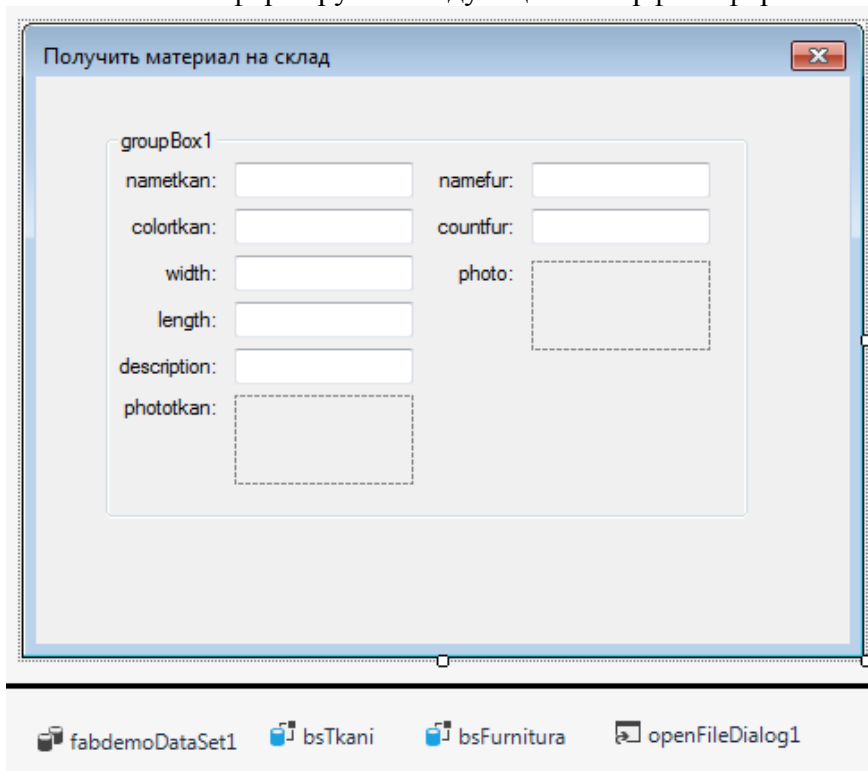 Получить материал на склад
groupBox1
nametkan:
namefur:
colortkan:
countfur:
width:
photo:
length:
description:
phototkan:
fabdemoDataSet1
bsTkani
bsFurnitura
openFileDialog1